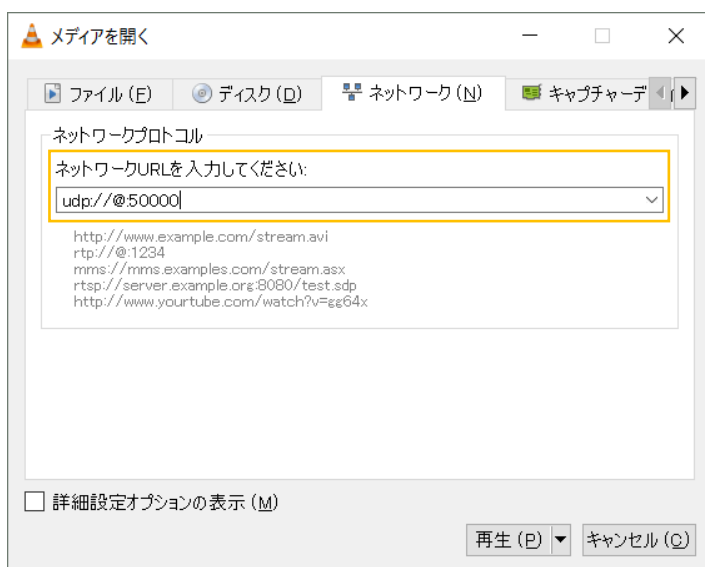 メディアを開く
ファイル(F) ディスク(D) ネットワーク(N) キャプチャーデ
ネットワークプロトコル
ネットワークURLを入力してください:
udp://@:50000
http://www.example.com/stream.avi
rtp://@:1234
mms://mms.examples.com/stream.asx
rtsp://server.example.org:8080/test.sdp
http://www.yourtube.com/watch?v=gg64x
詳細設定オプションの表示(M)
再生(P) キャンセル(C)